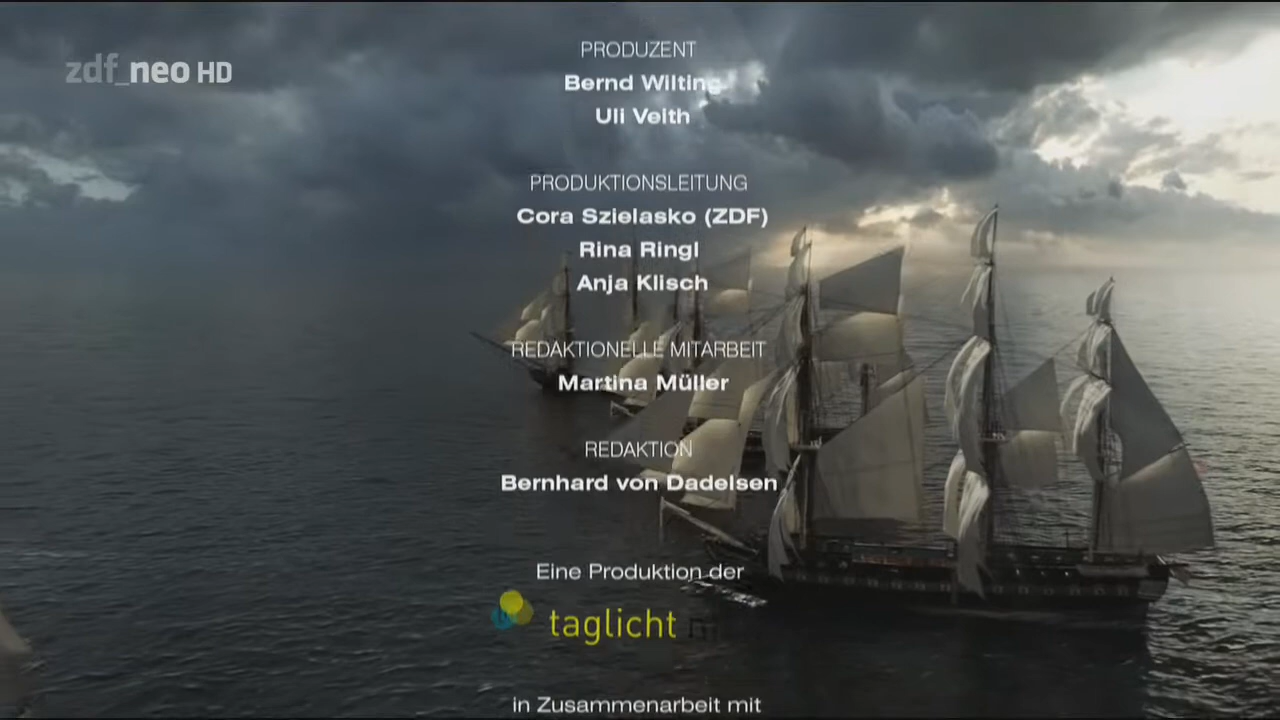 zdf_neo HD
PRODUZENT
Bernd Wilting
Uli Veith
PRODUKTIONSLEITUNG
Cora Szielasko (ZDF)
Rina Ringl
Anja Klisch
REDAKTIONELLE MITARBEIT
Martina Müller
REDAKTION
Bernhard von Dadelsen
Eine Produktion der
taglicht
in Zusammenarbeit mit